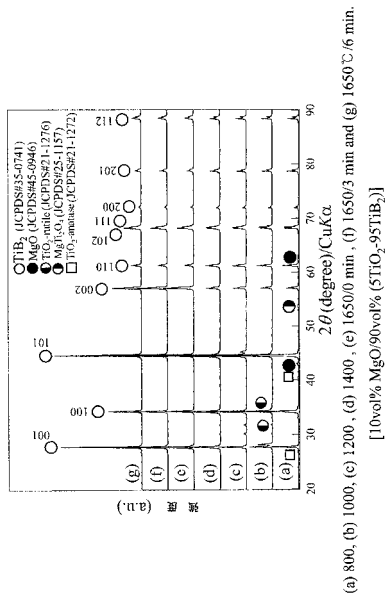 ○ TiB₂ (JCPDS#35-0741)
● MgO (JCPDS#45-0946)
◐ TiO₂-rutile (JCPDS#21-1276)
◐ MgTi₂O₄ (JCPDS#25-1157)
□ TiO₂-anatase (JCPDS#21-1272)
001
100
101
002
110
102
111
200
201
112
(g)
(f)
(e)
(d)
(c)
(b)
(a)
強度 (a.u.)
20 30 40 50 60 70 80 90
2θ (degree)/CuKα
(a) 800, (b) 1000, (c) 1200, (d) 1400, (e) 1650/0 min, (f) 1650/3 min and (g) 1650℃/6 min.
[10vol% MgO/90vol% (5TiO₂-95TiB₂)]